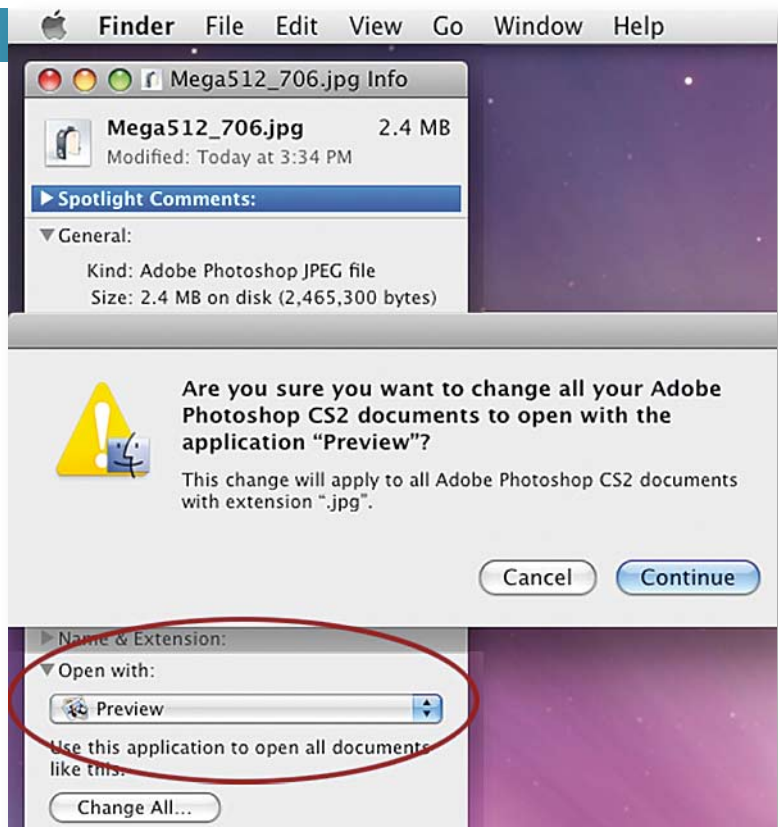 Finder File Edit View Go Window Help
Mega512_706.jpg Info
Mega512_706.jpg 2.4 MB
Modified: Today at 3:34 PM
Spotlight Comments:
General:
Kind: Adobe Photoshop JPEG file
Size: 2.4 MB on disk (2,465,300 bytes)
Are you sure you want to change all your Adobe
Photoshop CS2 documents to open with the
application “Preview”?
This change will apply to all Adobe Photoshop CS2 documents
with extension “.jpg”.
Cancel Continue
Name & Extension:
Open with:
Preview
Use this application to open all documents
like this.
Change All...